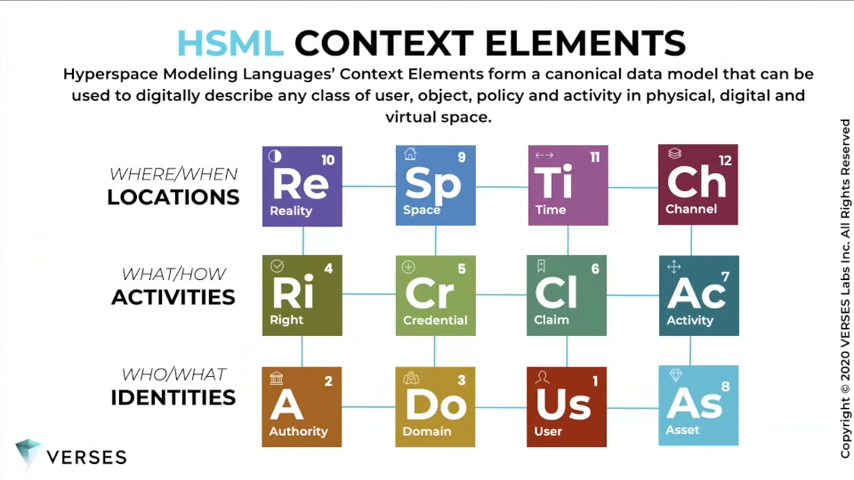 HSML CONTEXT ELEMENTS
Hyperspace Modeling Languages' Context Elements form a canonical data model that can be
used to digitally describe any class of user, object, policy and activity in physical, digital and
virtual space.
WHERE/WHEN
LOCATIONS
10
Re
Reality
9
Sp
Space
11
Ti
Time
12
Ch
Channel
WHAT/HOW
ACTIVITIES
4
Ri
Right
5
Cr
Credential
6
Cl
Claim
7
Ac
Activity
WHO/WHAT
IDENTITIES
2
A
Authority
3
Do
Domain
1
Us
User
8
As
Asset
VERSES
Copyright © 2020 VERSES Labs Inc. All Rights Reserved